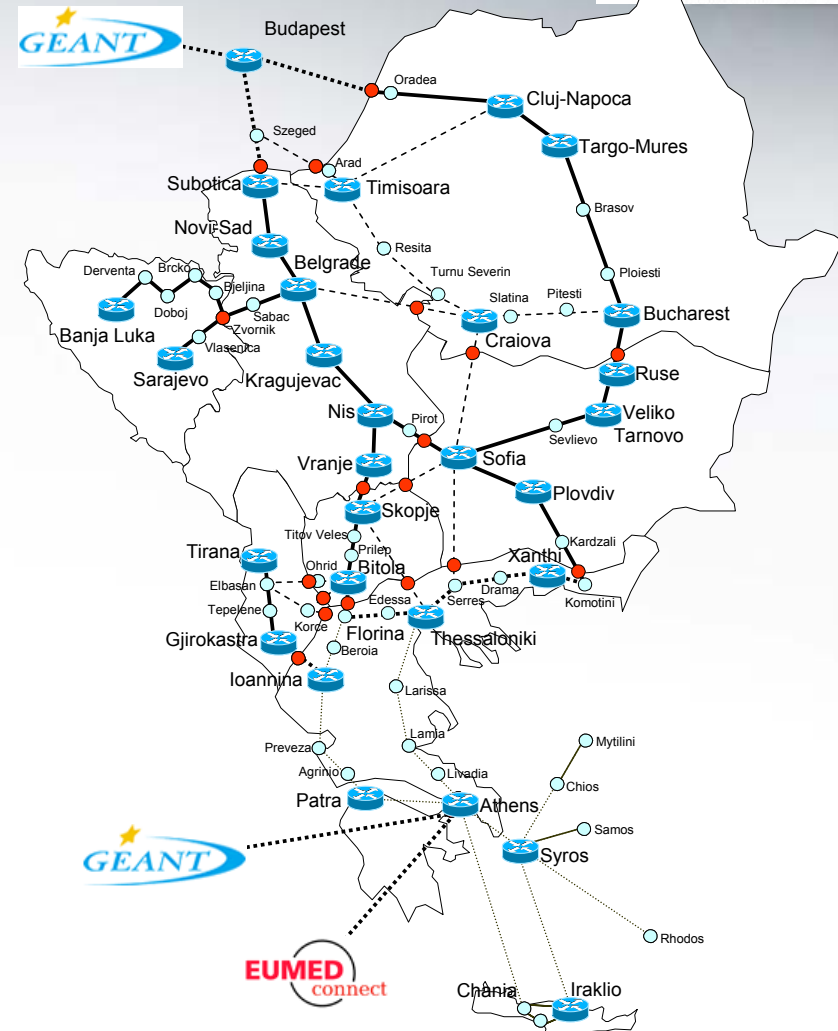 GEANT
Budapest
Oradea
Cluj-Napoca
Szeged
Targo-Mures
Arad
Subotica
Timisoara
Brasov
Novi-Sad
Resita
Belgrade
Brcko
Derventa
Turnu Severin
Ploiesti
Bjeljina
Slatina
Pitesti
Doboj
Sabac
Bucharest
Banja Luka
Zvornik
Craiova
Vlasenica
Sarajevo
Kragujevac
Ruse
Nis
Pirot
Veliko
Tarnovo
Sevlievo
Sofia
Vranje
Plovdiv
Skopje
Titov Veles
Kardzali
Prilep
Tirana
Xanthi
Ohrid
Bitola
Elbasan
Drama
Edessa
Serres
Komotini
Tepelene
Korce
Florina
Thessaloniki
Gjirokastra
Beroia
Ioannina
Larissa
Lamia
Mytilini
Preveza
Agrinio
Livadia
Chios
Patra
Athens
Samos
GEANT
Syros
Rhodos
EUMED
connect
Chania
Iraklio